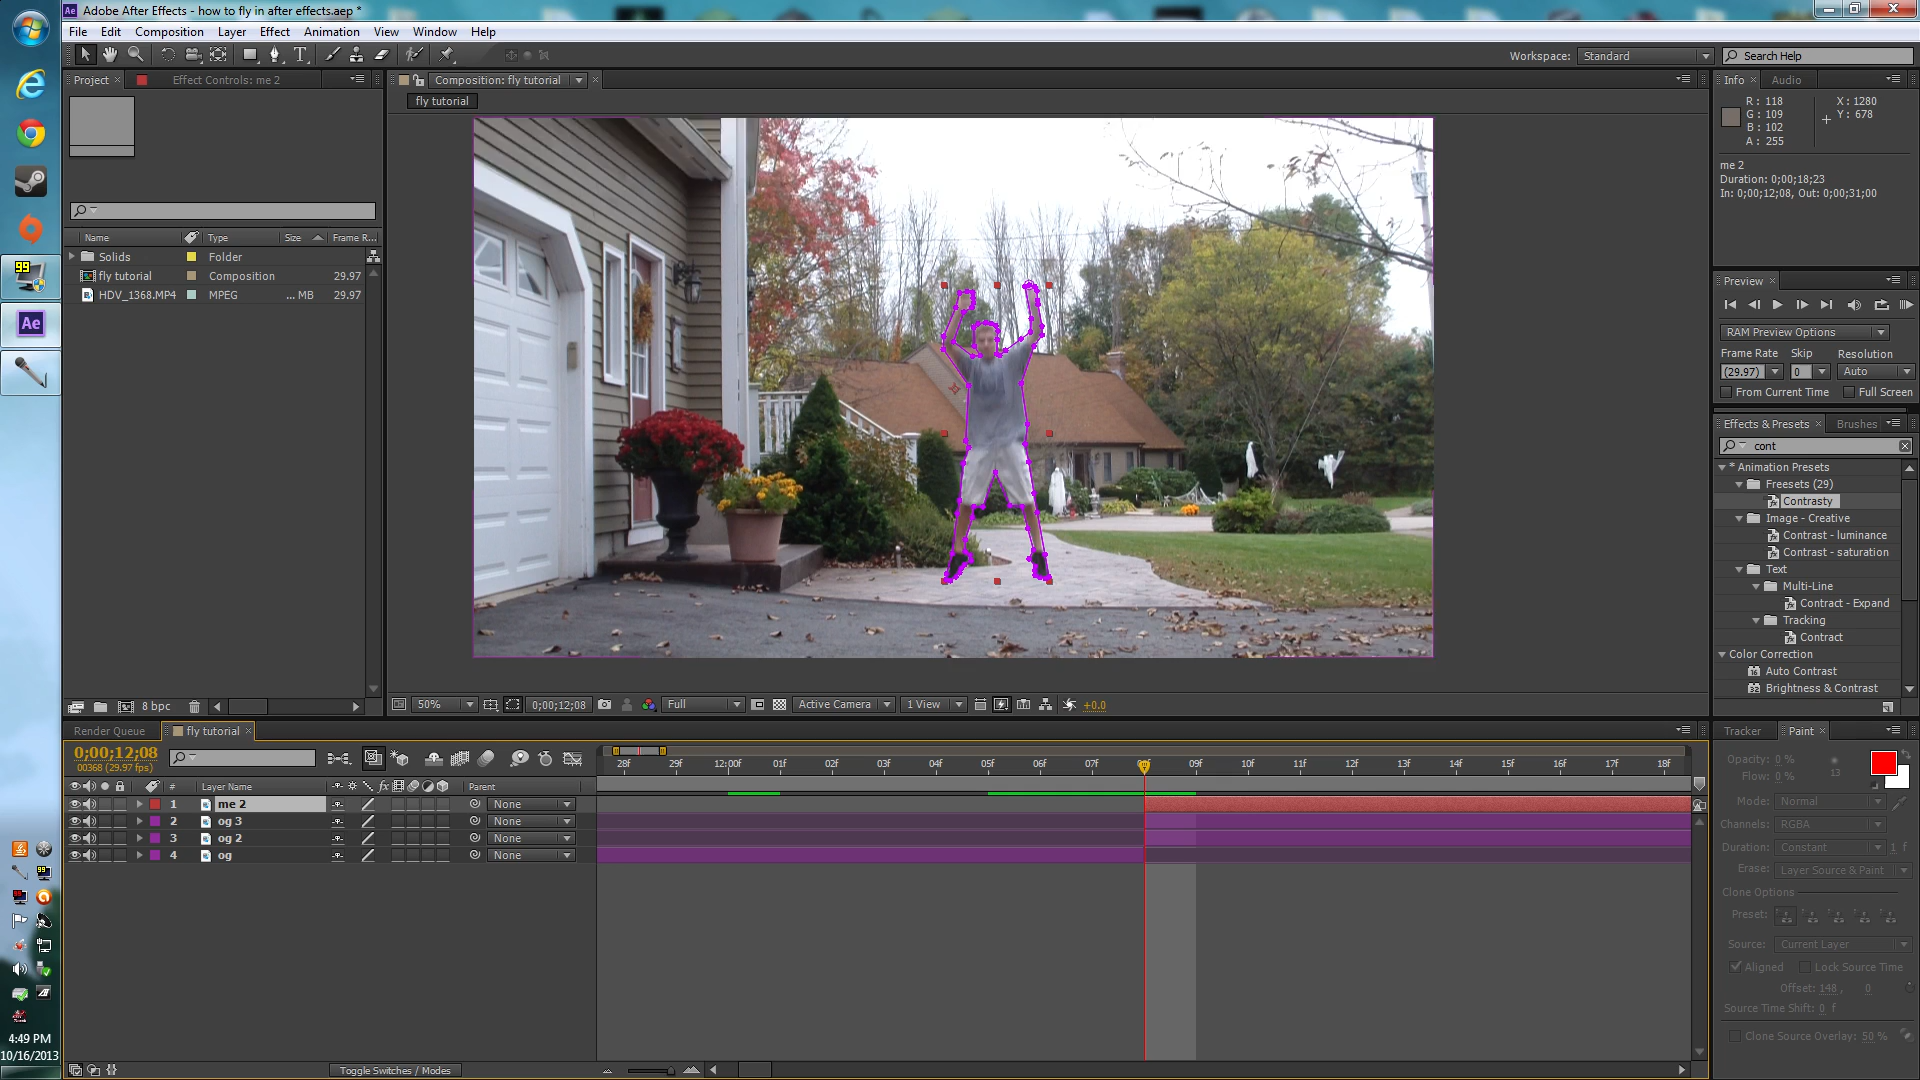 Adobe After Effects - how to fly in after effects.aep *
File Edit Composition Layer Effect Animation View Window Help
Workspace: Standard Search Help
Project Effect Controls: me 2
Composition: fly tutorial
fly tutorial
Info Audio
R: 118 X: 1280
G: 109 Y: 678
B: 102
A: 255
me 2
Duration: 0;00;18;23
In: 0;00;12;08, Out: 0;00;31;00
Name Type Size Frame R...
Solids Folder
fly tutorial Composition 29.97
HDV_1368.MP4 MPEG ... MB 29.97
99
Ae
Preview
RAM Preview Options
Frame Rate Skip Resolution
(29.97) 0 Auto
From Current Time Full Screen
Effects & Presets Brushes
cont
* Animation Presets
Freesets (29)
Contrasty
Image - Creative
Contrast - luminance
Contrast - saturation
Text
Multi-Line
Contract - Expand
Tracking
Contract
Color Correction
Auto Contrast
Brightness & Contrast
8 bpc
50% 0;00;12;08 Full Active Camera 1 View +0.0
Render Queue fly tutorial
0;00;12;08
00368 (29.97 fps)
28f 29f 12:00f 01f 02f 03f 04f 05f 06f 07f 09f 10f 11f 12f 13f 14f 15f 16f 17f 18f
# Layer Name Parent
1 me 2 None
2 og 3 None
3 og 2 None
4 og None
Toggle Switches / Modes
Tracker Paint
Opacity: 0 %
Flow: 0 % 13
Mode: Normal
Channels: RGBA
Duration: Constant 1 f
Erase: Layer Source & Paint
Clone Options
Preset:
Source: Current Layer
Aligned Lock Source Time
Offset: 148, 0
Source Time Shift: 0 f
Clone Source Overlay: 50 %
4:49 PM
10/16/2013